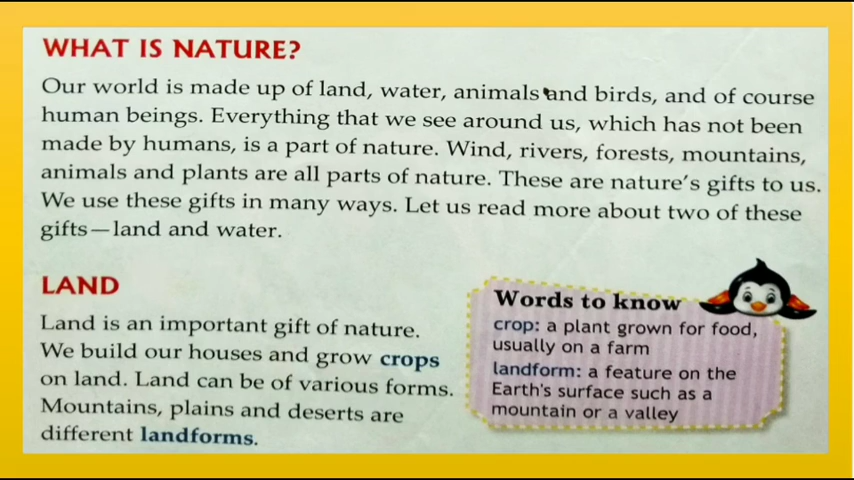 WHAT IS NATURE?
Our world is made up of land, water, animals and birds, and of course
human beings. Everything that we see around us, which has not been
made by humans, is a part of nature. Wind, rivers, forests, mountains,
animals and plants are all parts of nature. These are nature's gifts to us.
We use these gifts in many ways. Let us read more about two of these
gifts—land and water.
LAND
Land is an important gift of nature.
We build our houses and grow crops
on land. Land can be of various forms.
Mountains, plains and deserts are
different landforms.
Words to know
crop: a plant grown for food,
usually on a farm
landform: a feature on the
Earth's surface such as a
mountain or a valley